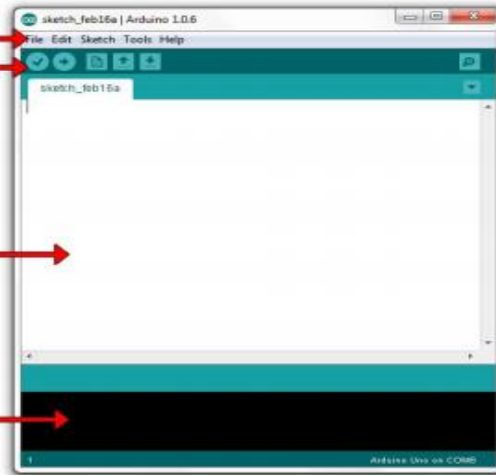 sketch_feb16a | Arduino 1.0.6
File Edit Sketch Tools Help
sketch_feb16a
1
Arduino Uno on COM8